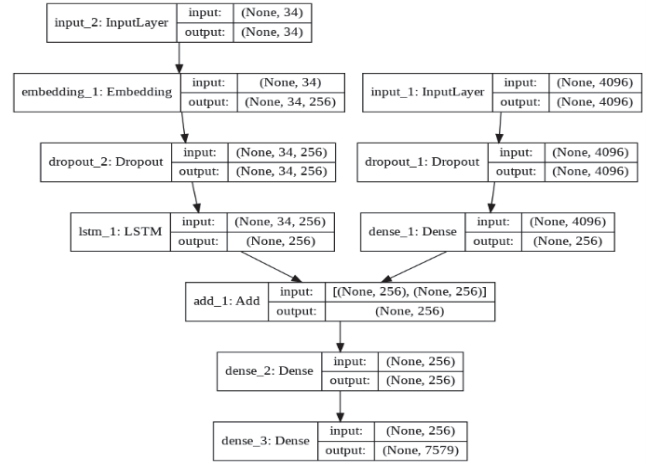 input_2: InputLayer
input: (None, 34)
output: (None, 34)
embedding_1: Embedding
input: (None, 34)
output: (None, 34, 256)
input_1: InputLayer
input: (None, 4096)
output: (None, 4096)
dropout_2: Dropout
input: (None, 34, 256)
output: (None, 34, 256)
dropout_1: Dropout
input: (None, 4096)
output: (None, 4096)
lstm_1: LSTM
input: (None, 34, 256)
output: (None, 256)
dense_1: Dense
input: (None, 4096)
output: (None, 256)
add_1: Add
input: [(None, 256), (None, 256)]
output: (None, 256)
dense_2: Dense
input: (None, 256)
output: (None, 256)
dense_3: Dense
input: (None, 256)
output: (None, 7579)